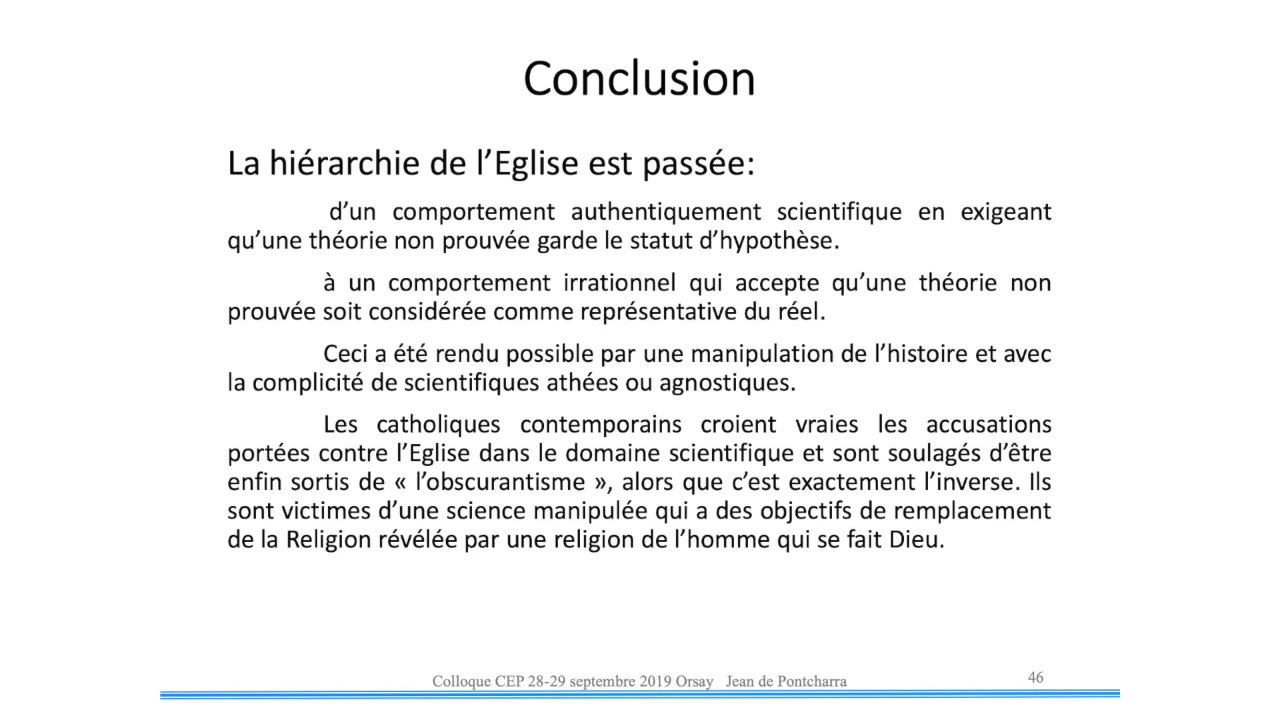 Conclusion
La hiérarchie de l’Eglise est passée:
d’un comportement authentiquement scientifique en exigeant
qu’une théorie non prouvée garde le statut d’hypothèse.
à un comportement irrationnel qui accepte qu’une théorie non
prouvée soit considérée comme représentative du réel.
Ceci a été rendu possible par une manipulation de l’histoire et avec
la complicité de scientifiques athées ou agnostiques.
Les catholiques contemporains croient vraies les accusations
portées contre l’Eglise dans le domaine scientifique et sont soulagés d’être
enfin sortis de « l’obscurantisme », alors que c’est exactement l’inverse. Ils
sont victimes d’une science manipulée qui a des objectifs de remplacement
de la Religion révélée par une religion de l’homme qui se fait Dieu.
Colloque CEP 28-29 septembre 2019 Orsay Jean de Pontcharra
46